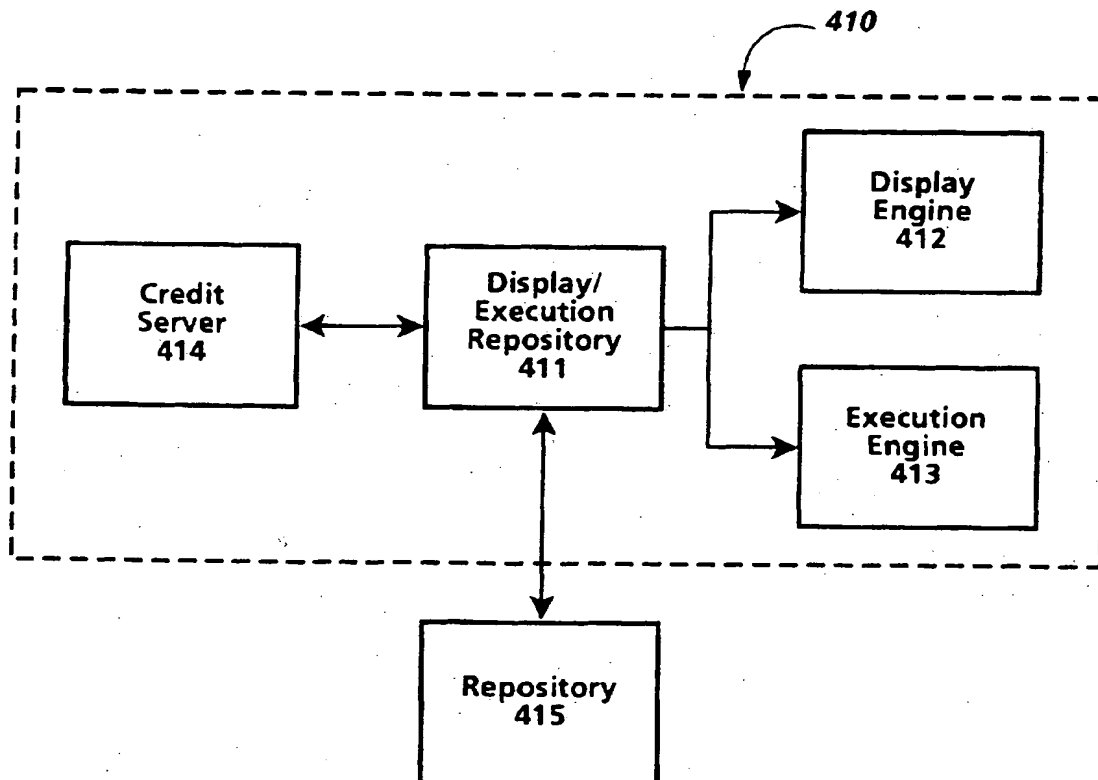 410
Display
Engine
412
Credit
Server
414
Display/
Execution
Repository
411
Execution
Engine
413
Repository
415